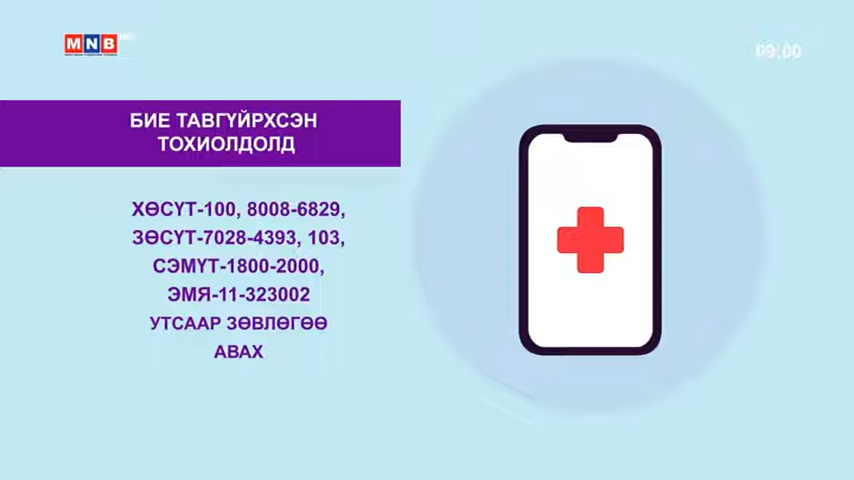 MNB
09:00
БИЕ ТАВГҮЙРХСЭН
ТОХИОЛДОЛД
ХӨСҮТ-100, 8008-6829,
ЗӨСҮТ-7028-4393, 103,
СЭМҮТ-1800-2000,
ЭМЯ-11-323002
УТСААР ЗӨВЛӨГӨӨ
АВАХ